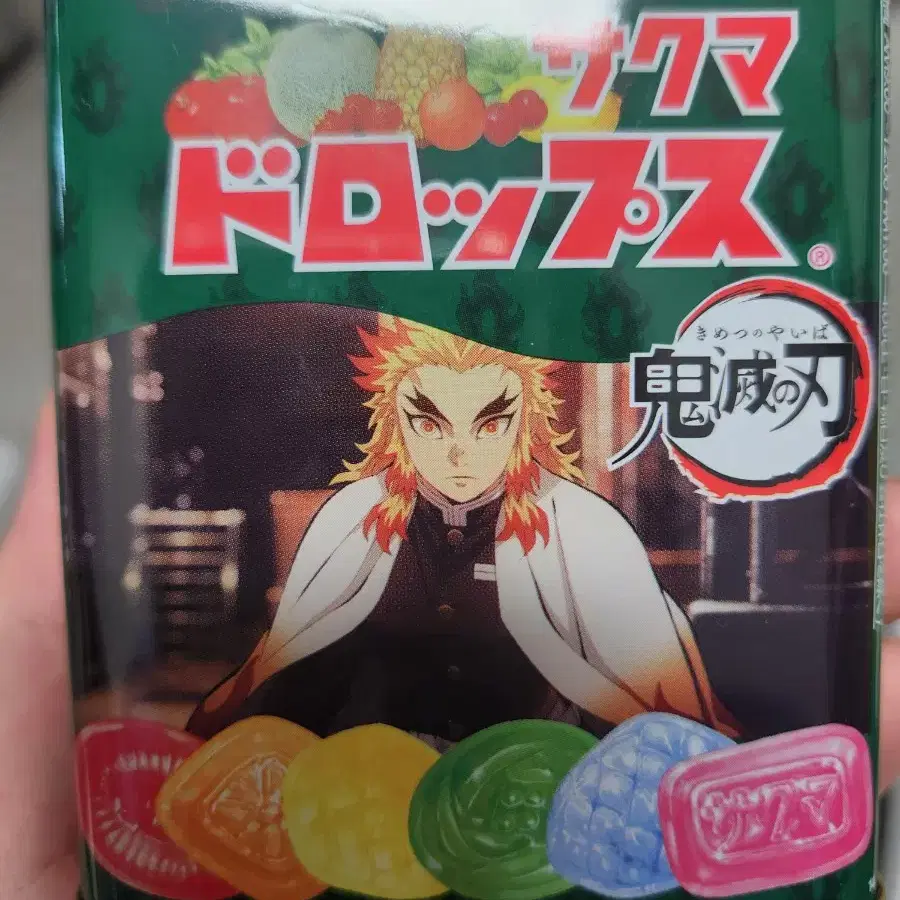 サクマ
ドロップス
®
きめつのやいば
鬼滅の刃
サクマ